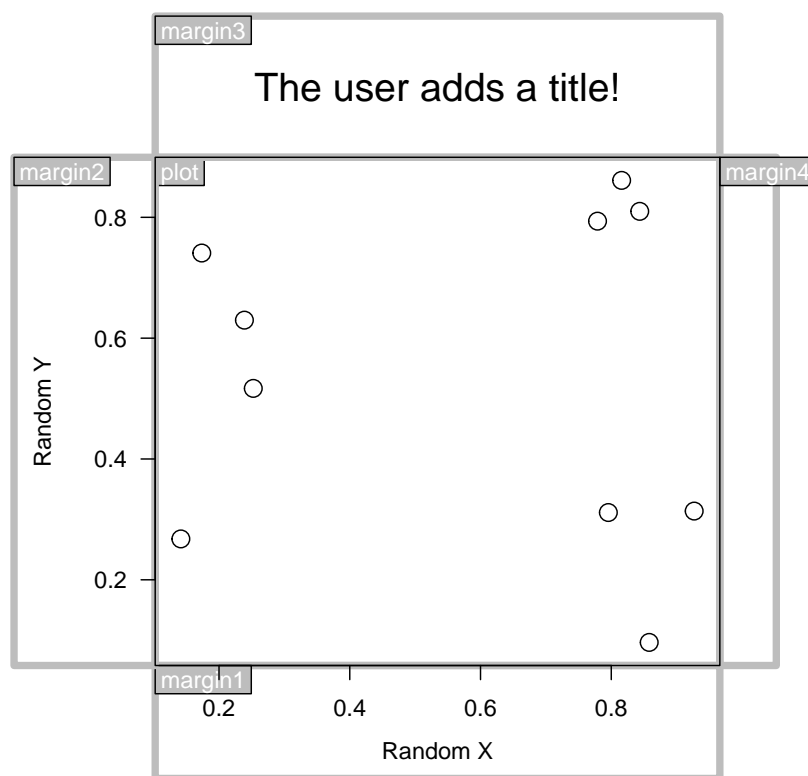 margin3
The user adds a title!
margin2
plot
margin4
0.8
0.6
0.4
0.2
Random Y
margin1
0.2 0.4 0.6 0.8
Random X